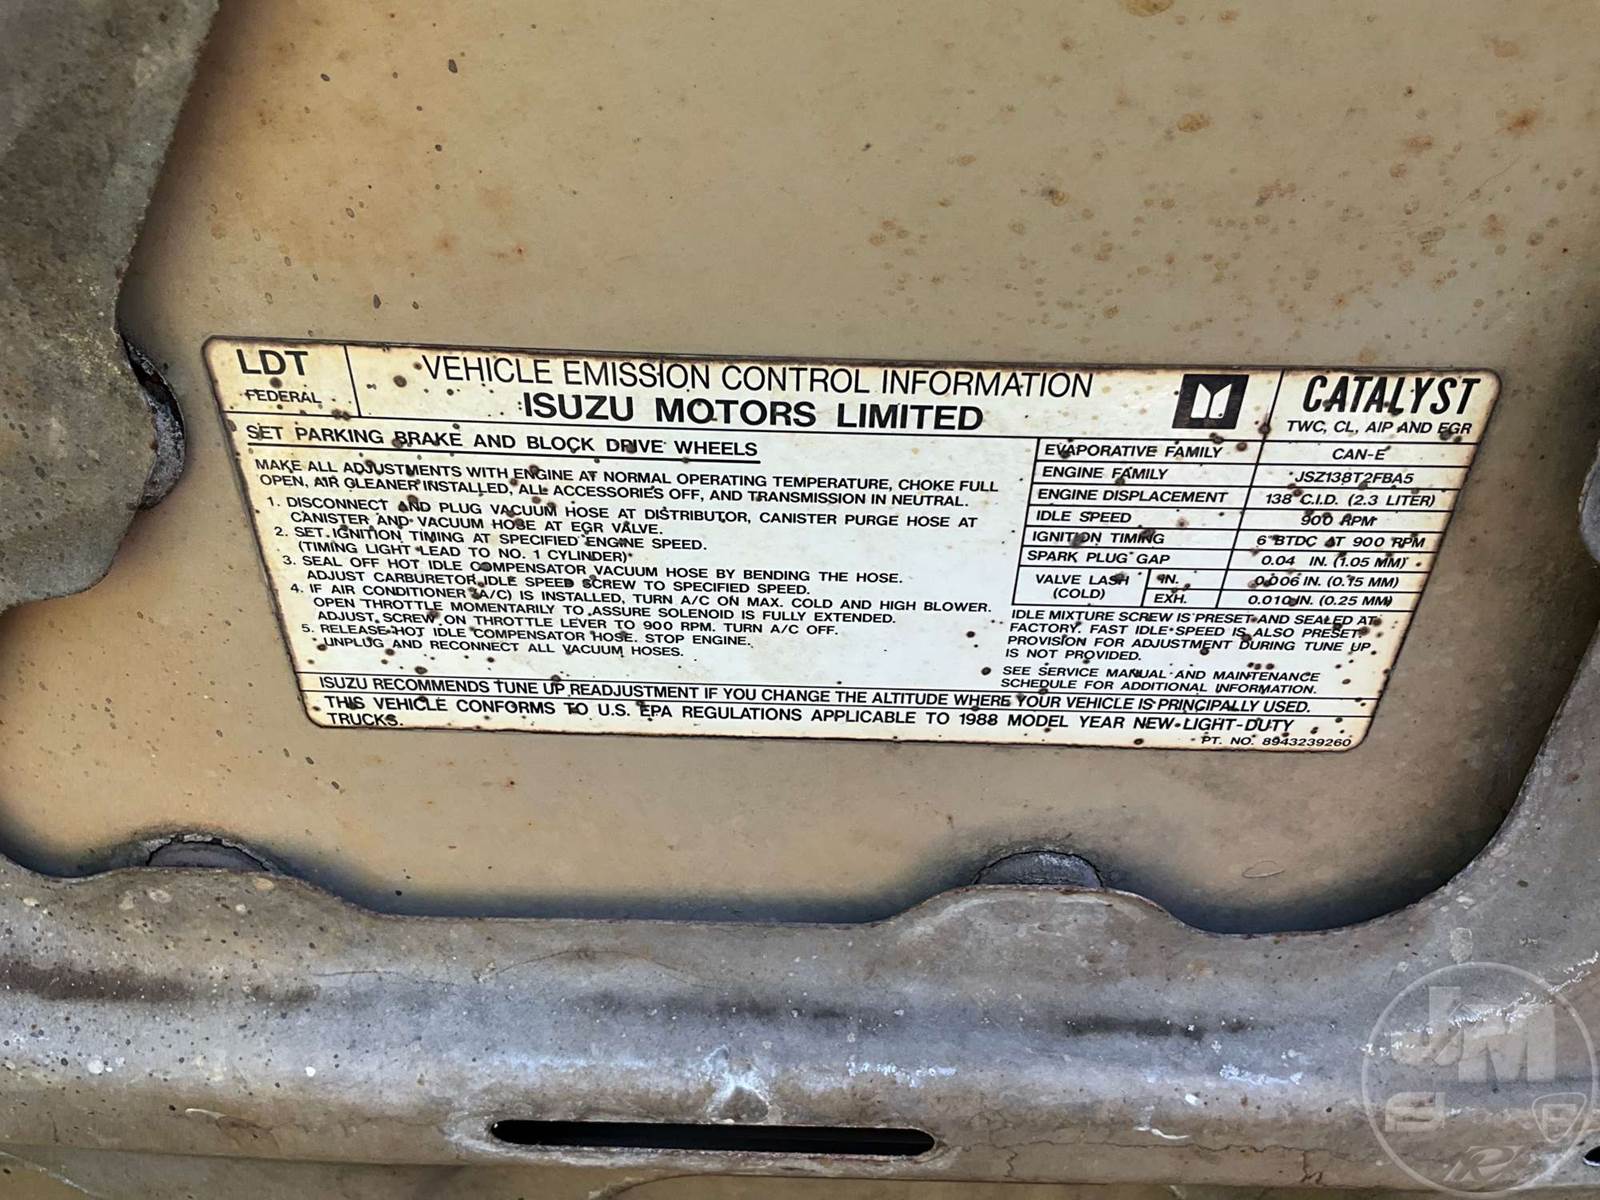 LDT
FEDERAL
VEHICLE EMISSION CONTROL INFORMATION
ISUZU MOTORS LIMITED
CATALYST
TWC, CL, AIP AND EGR
SET PARKING BRAKE AND BLOCK DRIVE WHEELS
MAKE ALL ADJUSTMENTS WITH ENGINE AT NORMAL OPERATING TEMPERATURE, CHOKE FULL
OPEN, AIR CLEANER INSTALLED, ALL ACCESSORIES OFF, AND TRANSMISSION IN NEUTRAL.
1. DISCONNECT AND PLUG VACUUM HOSE AT DISTRIBUTOR, CANISTER PURGE HOSE AT
CANISTER AND VACUUM HOSE AT EGR VALVE.
2. SET IGNITION TIMING AT SPECIFIED ENGINE SPEED.
(TIMING LIGHT LEAD TO NO. 1 CYLINDER)
3. SEAL OFF HOT IDLE COMPENSATOR VACUUM HOSE BY BENDING THE HOSE.
ADJUST CARBURETOR IDLE SPEED SCREW TO SPECIFIED SPEED.
4. IF AIR CONDITIONER (A/C) IS INSTALLED, TURN A/C ON MAX. COLD AND HIGH BLOWER.
OPEN THROTTLE MOMENTARILY TO ASSURE SOLENOID IS FULLY EXTENDED.
ADJUST SCREW ON THROTTLE LEVER TO 900 RPM. TURN A/C OFF.
5. RELEASE HOT IDLE COMPENSATOR HOSE. STOP ENGINE.
UNPLUG AND RECONNECT ALL VACUUM HOSES.
EVAPORATIVE FAMILY CAN-E
ENGINE FAMILY JSZ138T2FBA5
ENGINE DISPLACEMENT 138 C.I.D. (2.3 LITER)
IDLE SPEED 900 RPM
IGNITION TIMING 6°BTDC AT 900 RPM
SPARK PLUG GAP 0.04 IN. (1.05 MM)
VALVE LASH (COLD) IN. 0.006 IN. (0.15 MM)
EXH. 0.010 IN. (0.25 MM)
IDLE MIXTURE SCREW IS PRESET AND SEALED AT
FACTORY. FAST IDLE SPEED IS ALSO PRESET.
PROVISION FOR ADJUSTMENT DURING TUNE UP
IS NOT PROVIDED.
SEE SERVICE MANUAL AND MAINTENANCE
SCHEDULE FOR ADDITIONAL INFORMATION.
ISUZU RECOMMENDS TUNE UP READJUSTMENT IF YOU CHANGE THE ALTITUDE WHERE YOUR VEHICLE IS PRINCIPALLY USED.
THIS VEHICLE CONFORMS TO U.S. EPA REGULATIONS APPLICABLE TO 1988 MODEL YEAR NEW LIGHT-DUTY
TRUCKS.
PT. NO. 8943239260
JM